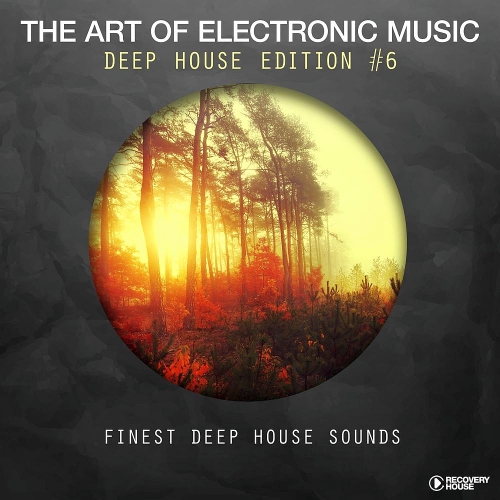 THE ART OF ELECTRONIC MUSIC
DEEP HOUSE EDITION #6
FINEST DEEP HOUSE SOUNDS
RECOVERY
HOUSE